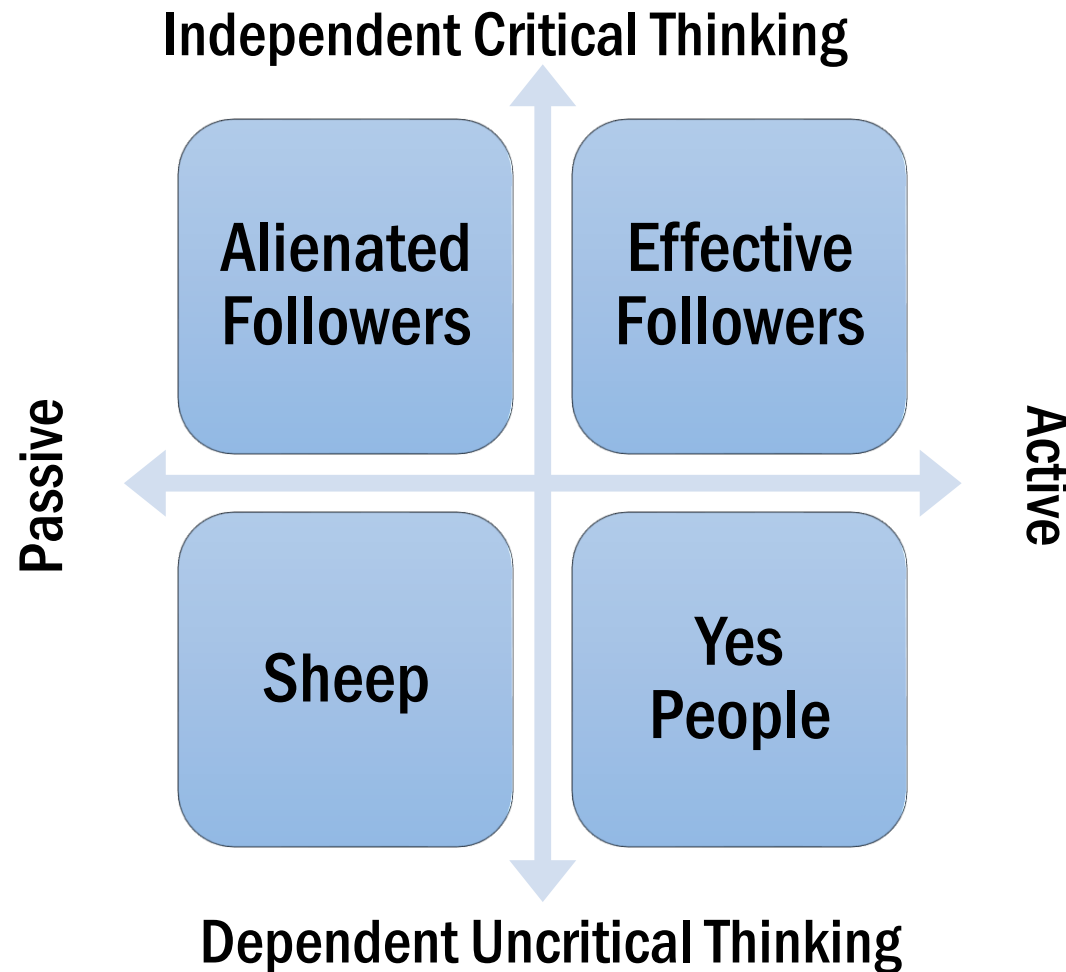 Independent Critical Thinking
Alienated
Followers
Effective
Followers
Passive
Active
Sheep
Yes
People
Dependent Uncritical Thinking